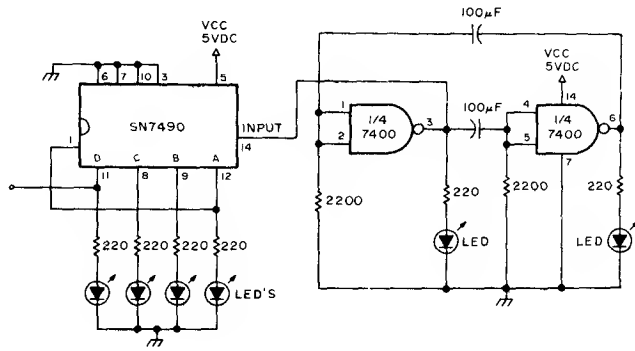 100µF
VCC
5VDC
6 7 10 3
5
VCC
5VDC
SN7490
INPUT
14
1
1
2
1/4
7400
3
100µF
4
5
14
1/4
7400
6
7
D C B A
11 8 9 12
2200
220
2200
220
220 220 220 220
LED
LED
LED'S